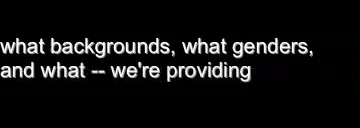 what backgrounds, what genders,
and what -- we're providing